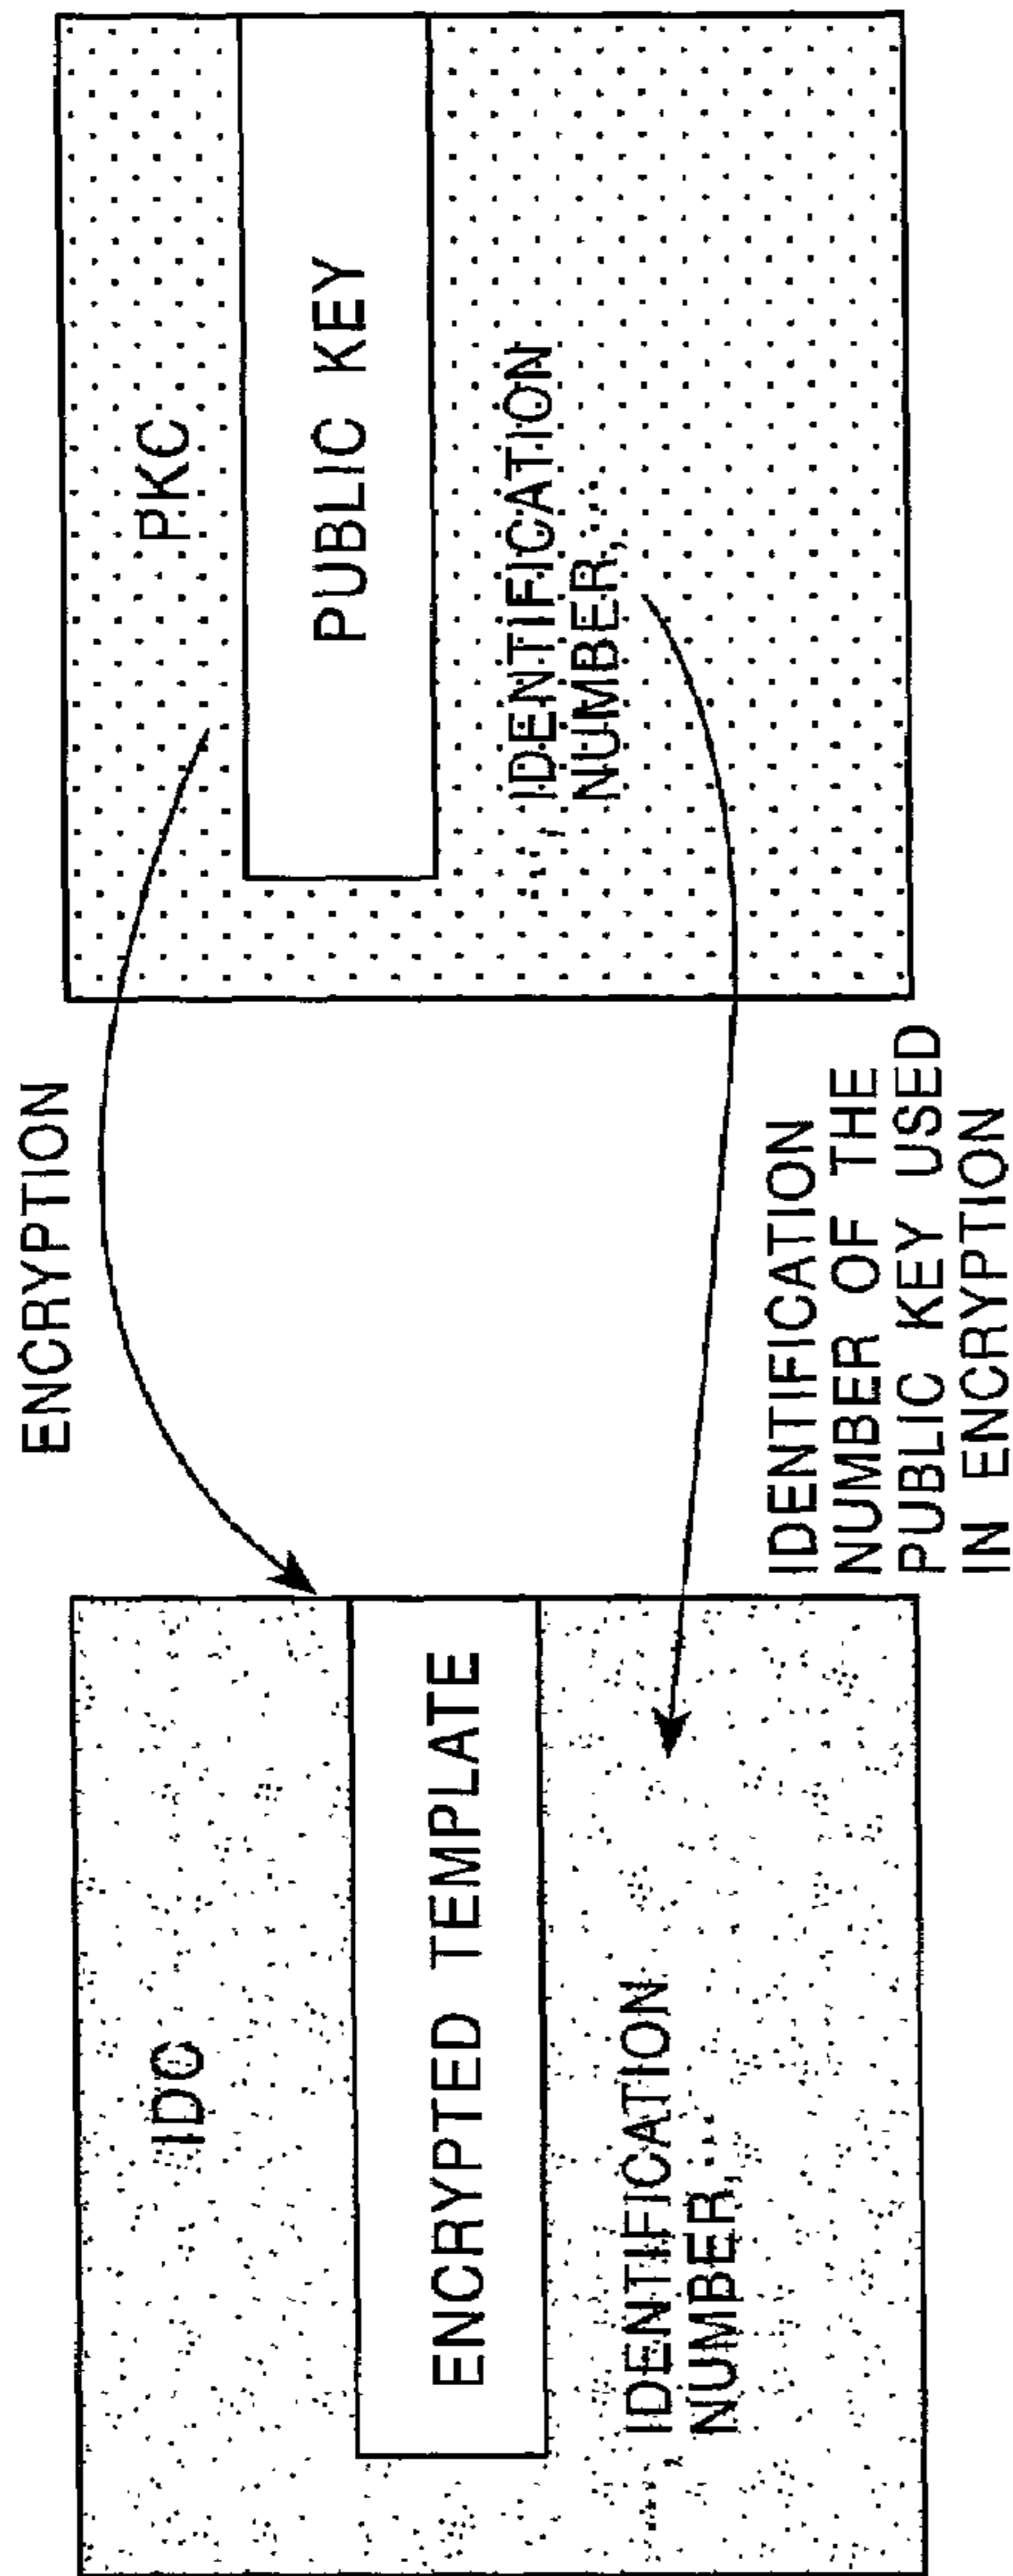 IDC
ENCRYPTED TEMPLATE
..., IDENTIFICATION
NUMBER,...
ENCRYPTION
IDENTIFICATION
NUMBER OF THE
PUBLIC KEY USED
IN ENCRYPTION
PKC
PUBLIC KEY
..., IDENTIFICATION
NUMBER,...